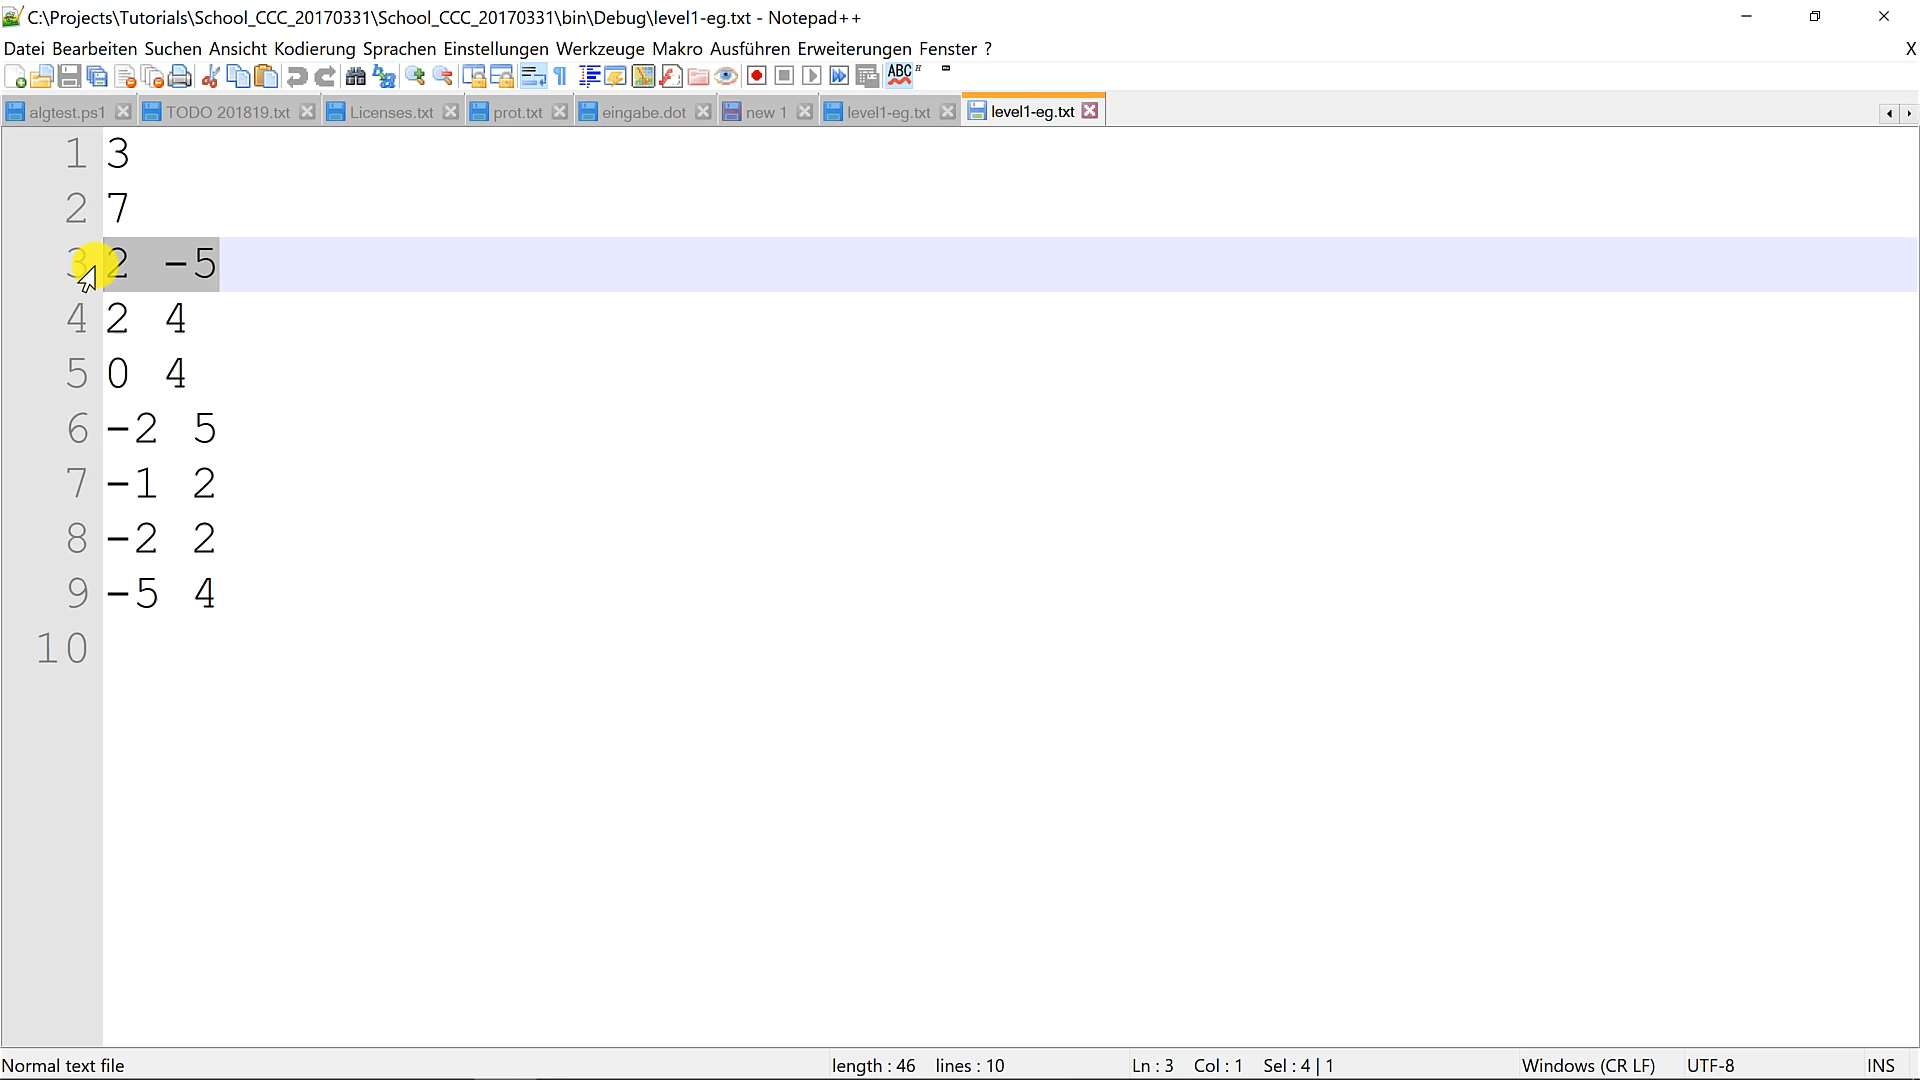 C:\Projects\Tutorials\School_CCC_20170331\School_CCC_20170331\bin\Debug\level1-eg.txt - Notepad++
Datei Bearbeiten Suchen Ansicht Kodierung Sprachen Einstellungen Werkzeuge Makro Ausführen Erweiterungen Fenster ? X
ABC
algtest.ps1 TODO 201819.txt Licenses.txt prot.txt eingabe.dot new 1 level1-eg.txt level1-eg.txt
1 3
2 7
3 2 -5
4 2 4
5 0 4
6 -2 5
7 -1 2
8 -2 2
9 -5 4
10
Normal text file length : 46 lines : 10 Ln : 3 Col : 1 Sel : 4 | 1 Windows (CR LF) UTF-8 INS